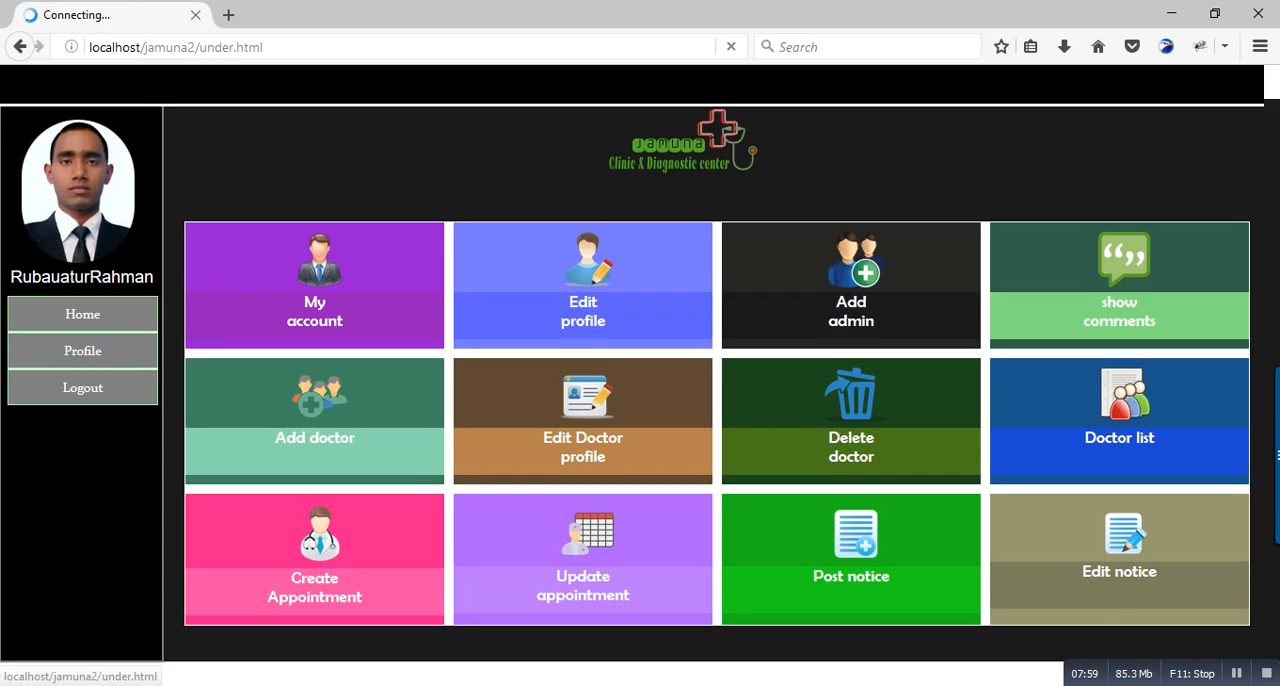 Connecting...
localhost/jamuna2/under.html
Search
Jamuna
Clinic & Diagnostic center
RubauaturRahman
Home
Profile
Logout
My
account
Edit
profile
Add
admin
show
comments
Add doctor
Edit Doctor
profile
Delete
doctor
Doctor list
Create
Appointment
Update
appointment
Post notice
Edit notice
localhost/jamuna2/under.html
07:59
85.3 Mb
F11: Stop